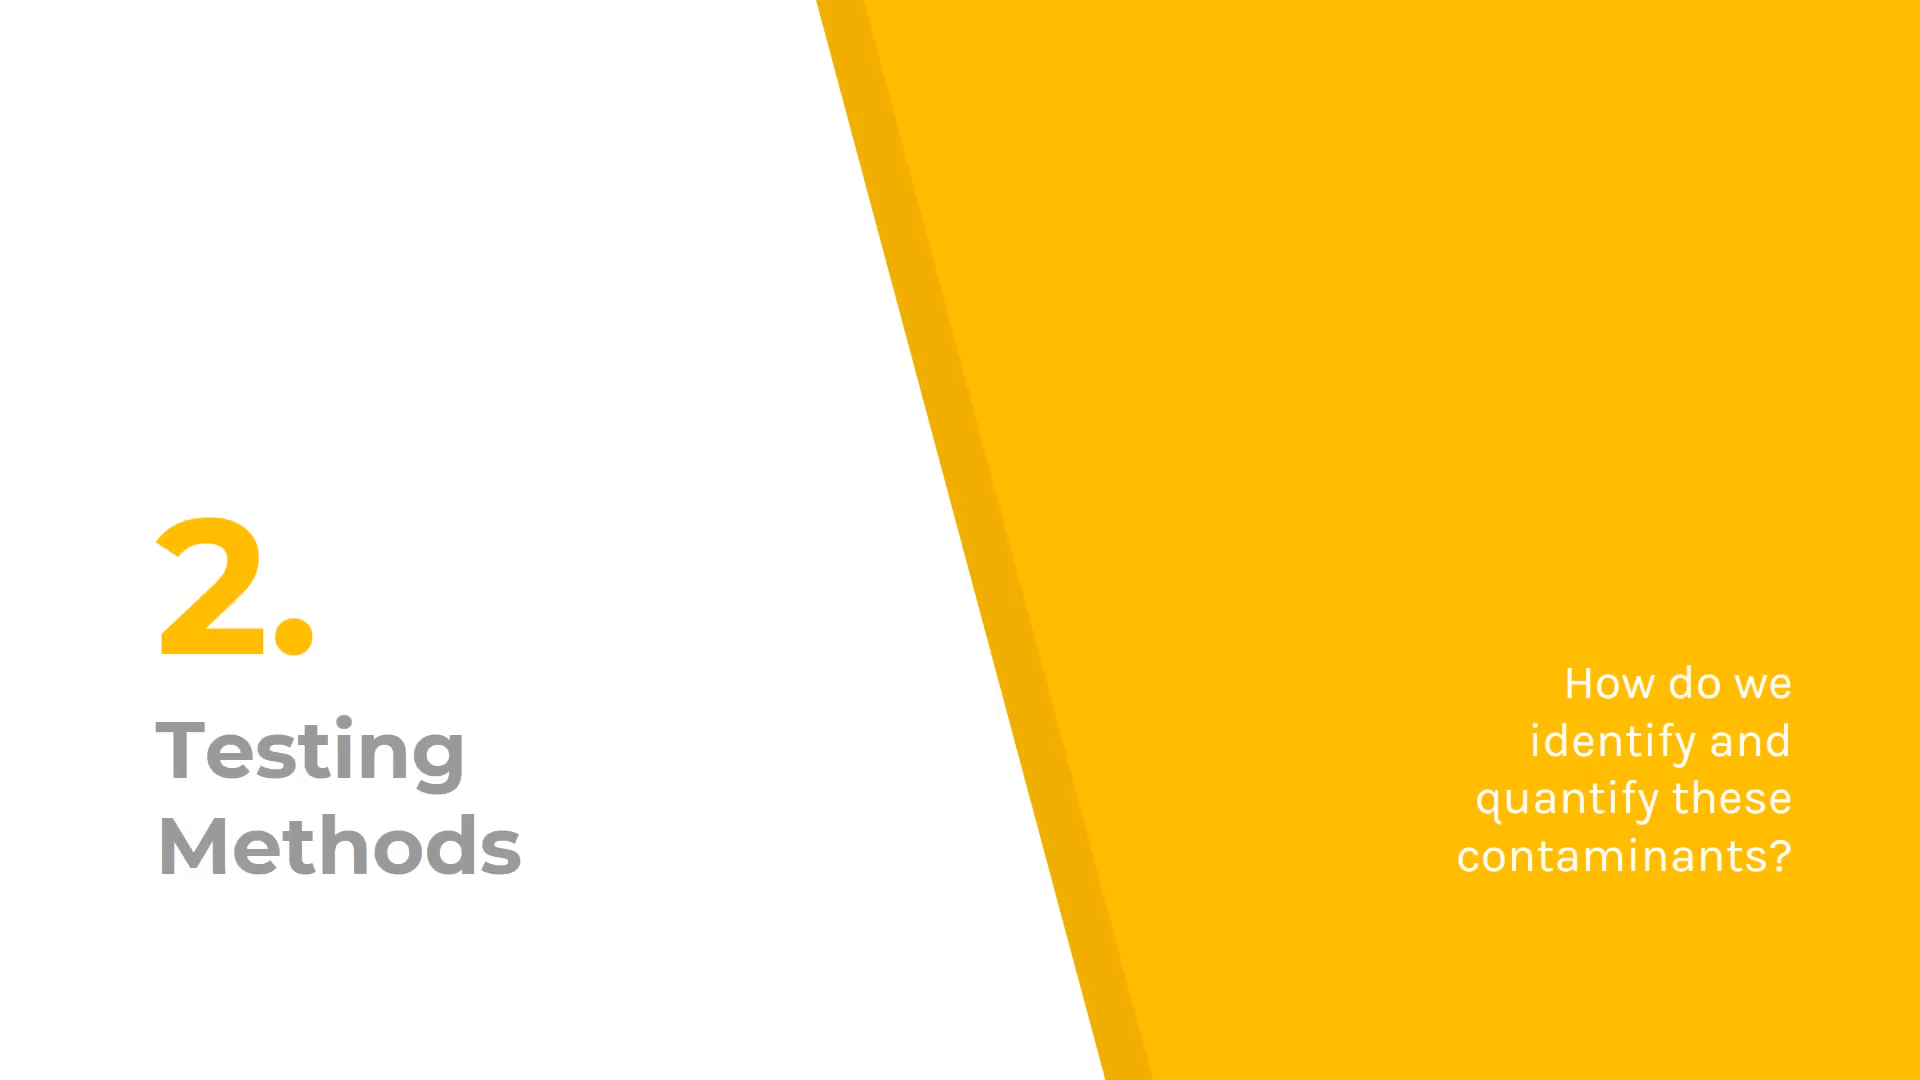 2.
Testing
Methods
How do we
identify and
quantify these
contaminants?